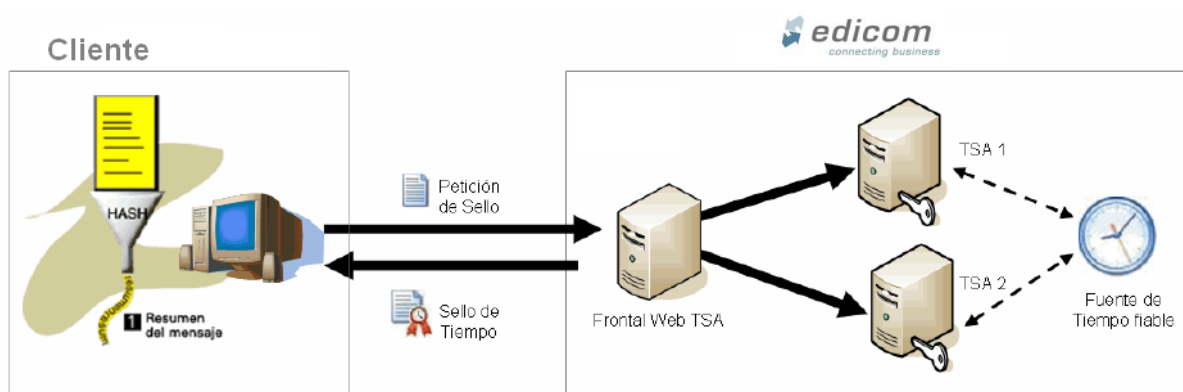 Cliente
edicom
connecting business
HASH
1 Resumen
del mensaje
Petición
de Sello
Sello de
Tiempo
Frontal Web TSA
TSA 1
TSA 2
Fuente de
Tiempo fiable